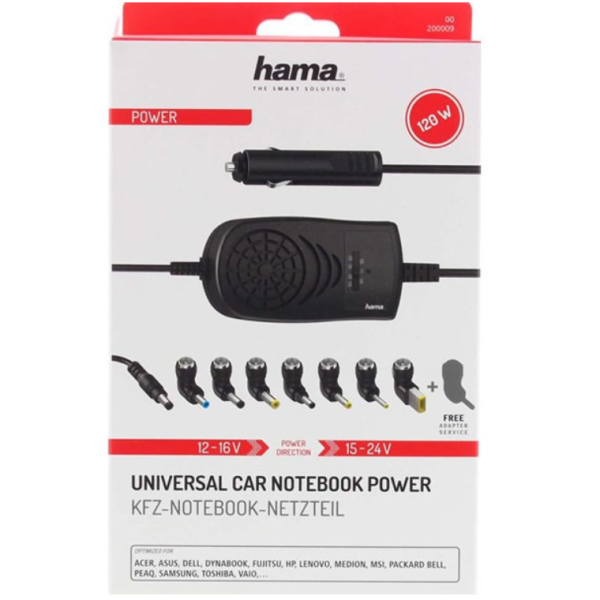 00
200009
hama®
THE SMART SOLUTION
POWER
120 W
hama®
+
FREE
ADAPTER
SERVICE
12-16V POWER DIRECTION 15-24V
UNIVERSAL CAR NOTEBOOK POWER
KFZ-NOTEBOOK-NETZTEIL
OPTIMIZED FOR
ACER, ASUS, DELL, DYNABOOK, FUJITSU, HP, LENOVO, MEDION, MSI, PACKARD BELL,
PEAQ, SAMSUNG, TOSHIBA, VAIO,...